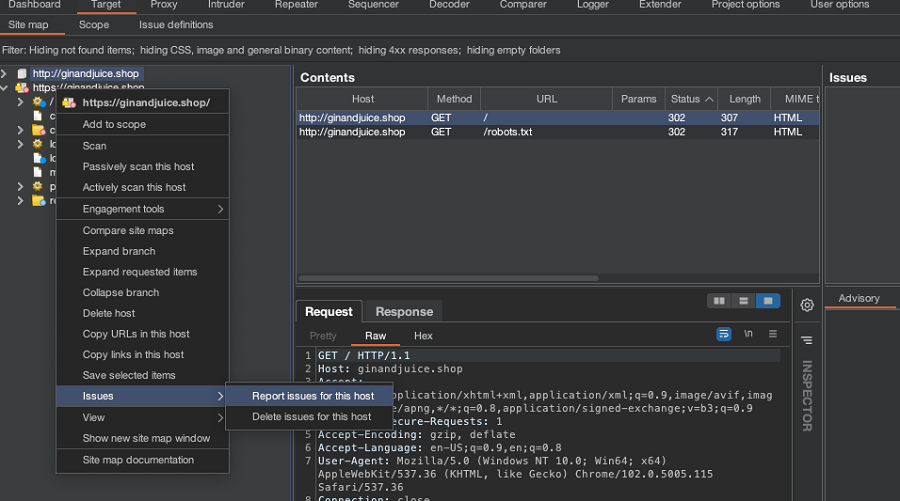 Dashboard Target Proxy Intruder Repeater Sequencer Decoder Comparer Logger Extender Project options User options
Site map Scope Issue definitions
Filter: Hiding not found items; hiding CSS, image and general binary content; hiding 4xx responses; hiding empty folders
http://ginandjuice.shop
https://ginandjuice.shop
/
https://ginandjuice.shop/
Add to scope
Scan
Passively scan this host
Actively scan this host
Engagement tools
Compare site maps
Expand branch
Expand requested items
Collapse branch
Delete host
Copy URLs in this host
Copy links in this host
Save selected items
Issues
View
Show new site map window
Site map documentation
Report issues for this host
Delete issues for this host
Contents
Host Method URL Params Status Length MIME t
http://ginandjuice.shop GET / 302 307 HTML
http://ginandjuice.shop GET /robots.txt 302 317 HTML
Request Response
Pretty Raw Hex
\n
1 GET / HTTP/1.1
2 Host: ginandjuice.shop
3 Accept:
pplication/xhtml+xml,application/xml;q=0.9,image/avif,imag
e/apng,*/*;q=0.8,application/signed-exchange;v=b3;q=0.9
ecure-Requests: 1
5 Accept-Encoding: gzip, deflate
6 Accept-Language: en-US;q=0.9,en;q=0.8
7 User-Agent: Mozilla/5.0 (Windows NT 10.0; Win64; x64)
AppleWebKit/537.36 (KHTML, like Gecko) Chrome/102.0.5005.115
Safari/537.36
8 Connection: close
INSPECTOR
Issues
Advisory